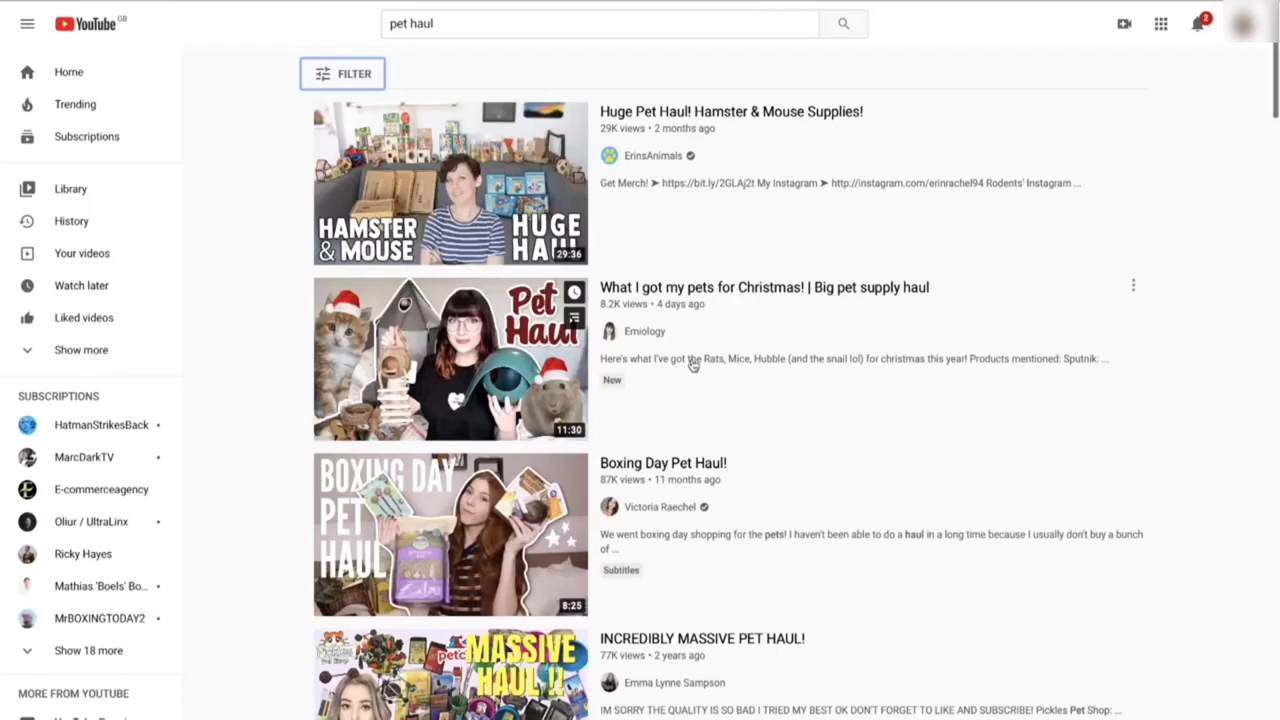 YouTube GB
pet haul
2
Home
Trending
Subscriptions
Library
History
Your videos
Watch later
Liked videos
Show more
SUBSCRIPTIONS
HatmanStrikesBack
MarcDarkTV
E-commerceagency
Oliur / UltraLinx
Ricky Hayes
Mathias 'Boels' Bo...
MrBOXINGTODAY2
Show 18 more
MORE FROM YOUTUBE
FILTER
HAMSTER & MOUSE
HUGE HAUL
29:36
Huge Pet Haul! Hamster & Mouse Supplies!
29K views • 2 months ago
ErinsAnimals
Get Merch! ➤ https://bit.ly/2GLAj2t My Instagram ➤ http://instagram.com/erinrachel94 Rodents' Instagram ...
Pet Haul
11:30
What I got my pets for Christmas! | Big pet supply haul
8.2K views • 4 days ago
Emiology
Here's what I've got the Rats, Mice, Hubble (and the snail lol) for christmas this year! Products mentioned: Sputnik: ...
New
BOXING DAY
PET
HAUL
8:25
Boxing Day Pet Haul!
87K views • 11 months ago
Victoria Raechel
We went boxing day shopping for the pets! I haven't been able to do a haul in a long time because I usually don't buy a bunch
of ...
Subtitles
Pickles
petc
MASSIVE
HAUL !!
INCREDIBLY MASSIVE PET HAUL!
77K views • 2 years ago
Emma Lynne Sampson
IM SORRY THE QUALITY IS SO BAD I TRIED MY BEST OK DON'T FORGET TO LIKE AND SUBSCRIBE! Pickles Pet Shop: ...